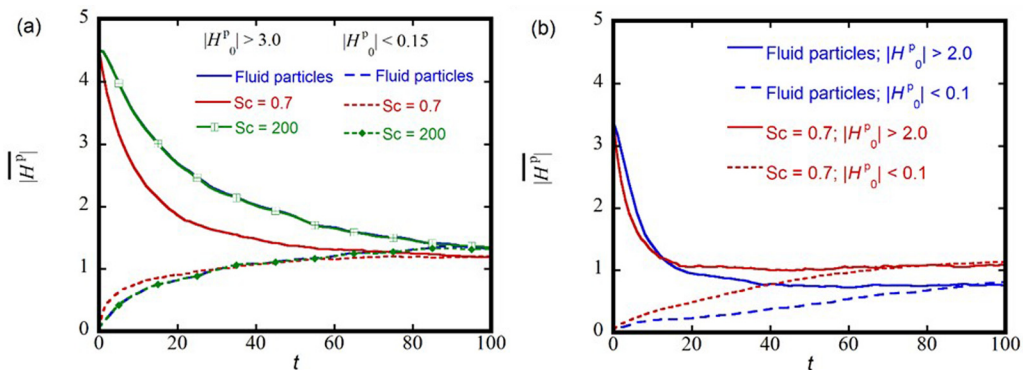 (a)
|H^p_0| > 3.0
|H^p_0| < 0.15
Fluid particles
Fluid particles
Sc = 0.7
Sc = 0.7
Sc = 200
Sc = 200
|H^p|
5
4
3
2
1
0
0 20 40 60 80 100
t
(b)
Fluid particles; |H^p_0| > 2.0
Fluid particles; |H^p_0| < 0.1
Sc = 0.7; |H^p_0| > 2.0
Sc = 0.7; |H^p_0| < 0.1
|H^p|
5
4
3
2
1
0
0 20 40 60 80 100
t